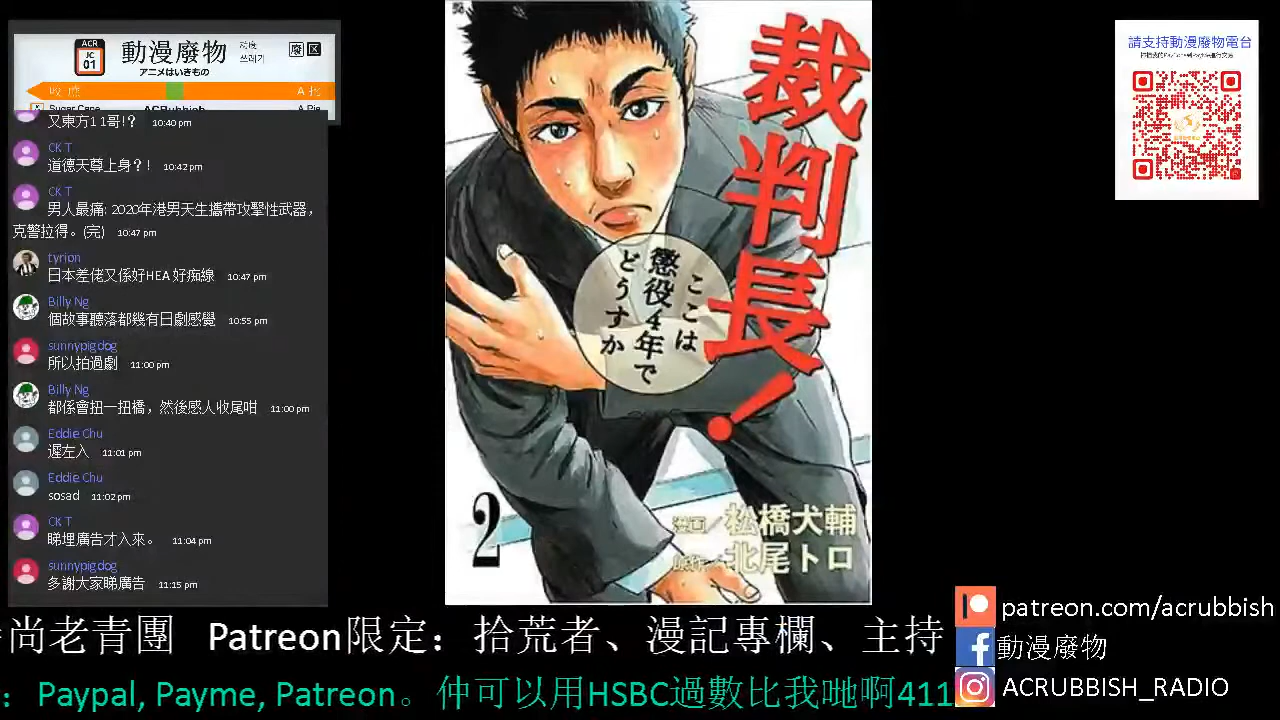 ACR
JC
01
動漫廢物
アニメはいきもの
Sugar Cane
ACRubbish
A Pie
又東方1 1哥!? 10:40 pm
CK T
道德天尊上身?! 10:42 pm
CK T
男人最痛: 2020年港男天生攜帶攻擊性武器,
克警拉得。(完) 10:47 pm
tyrion
日本差佬又係好HEA 好痴線 10:47 pm
Billy Ng
個故事聽落都幾有日劇感覺 10:55 pm
sunnypigdog
所以拍過劇 11:00 pm
Billy Ng
都係會扭一扭橋，然後感人收尾咁 11:00 pm
Eddie Chu
遲左入 11:01 pm
Eddie Chu
sosad 11:02 pm
CK T
睇埋廣告才入來。 11:04 pm
sunnypigdog
多謝大家睇廣告 11:15 pm
裁判長!
ここは
懲役4年で
どうすか
2
漫画/松橋犬輔
原作/北尾トロ
請支持動漫廢物電台
尚老青團 Patreon限定：拾荒者、漫記專欄、主持
：Paypal, Payme, Patreon。仲可以用HSBC過數比我哋啊411
patreon.com/acrubbish
動漫廢物
ACRUBBISH_RADIO